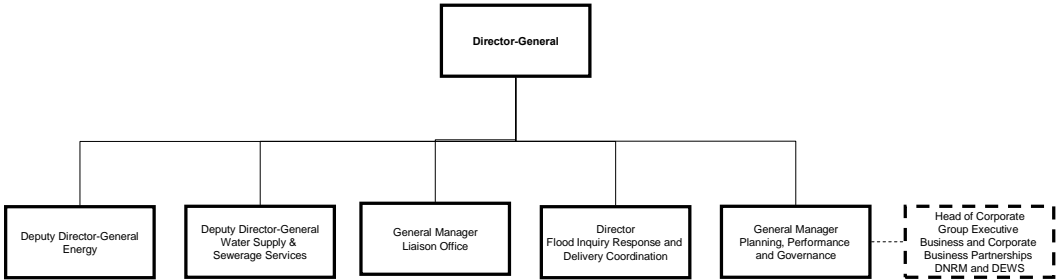 Director-General
Deputy Director-General
Energy
Deputy Director-General
Water Supply &
Sewerage Services
General Manager
Liaison Office
Director
Flood Inquiry Response and
Delivery Coordination
General Manager
Planning, Performance
and Governance
Head of Corporate
Group Executive
Business and Corporate
Business Partnerships
DNRM and DEWS